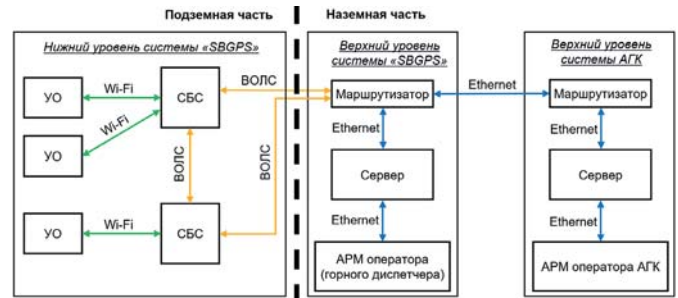 Подземная часть
Наземная часть
Нижний уровень системы «SBGPS»
УО
Wi-Fi
СБС
УО
Wi-Fi
ВОЛС
УО
Wi-Fi
СБС
ВОЛС
ВОЛС
Верхний уровень
системы «SBGPS»
Маршрутизатор
Ethernet
Сервер
Ethernet
АРМ оператора
(горного диспетчера)
Ethernet
Верхний уровень
системы АГК
Маршрутизатор
Ethernet
Сервер
Ethernet
АРМ оператора АГК